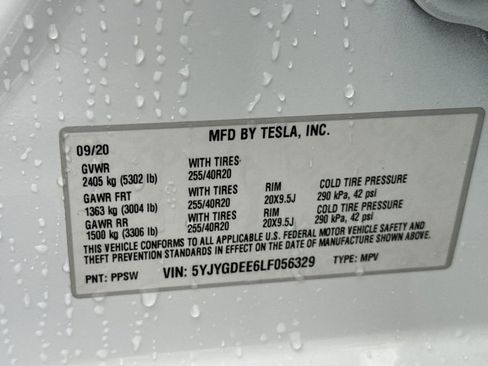 MFD BY TESLA, INC.
09/20
GVWR WITH TIRES
2405 kg (5302 lb) 255/40R20
GAWR FRT WITH TIRES RIM COLD TIRE PRESSURE
1363 kg (3004 lb) 255/40R20 20X9.5J 290 kPa, 42 psi
GAWR RR WITH TIRES RIM COLD TIRE PRESSURE
1500 kg (3306 lb) 255/40R20 20X9.5J 290 kPa, 42 psi
THIS VEHICLE CONFORMS TO ALL APPLICABLE U.S. FEDERAL MOTOR VEHICLE SAFETY AND
THEFT PREVENTION STANDARDS IN EFFECT ON THE DATE OF MANUFACTURE SHOWN ABOVE.
PNT: PPSW VIN: 5YJYGDEE6LF056329 TYPE: MPV